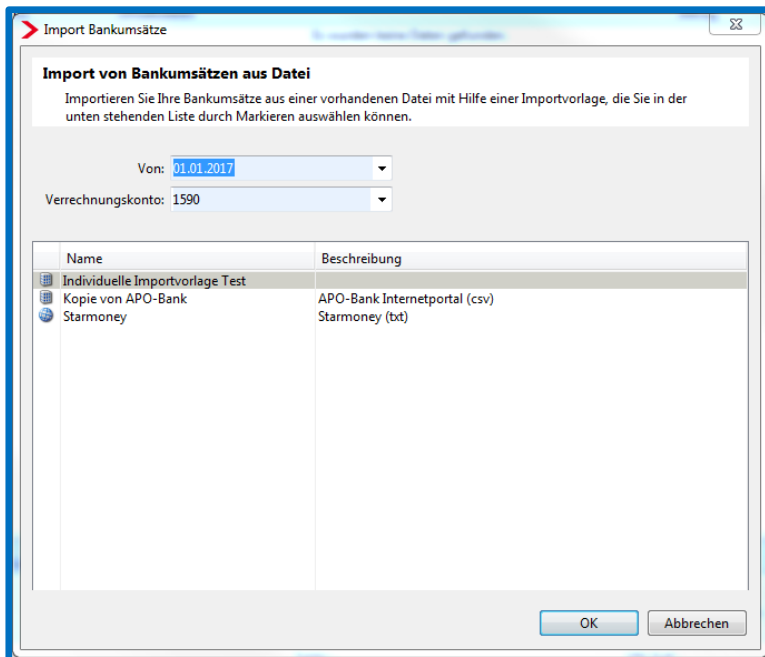 Import Bankumsätze
Import von Bankumsätzen aus Datei
Importieren Sie Ihre Bankumsätze aus einer vorhandenen Datei mit Hilfe einer Importvorlage, die Sie in der
unten stehenden Liste durch Markieren auswählen können.
Von: 01.01.2017
Verrechnungskonto: 1590
Name Beschreibung
Individuelle Importvorlage Test
Kopie von APO-Bank APO-Bank Internetportal (csv)
Starmoney Starmoney (txt)
OK Abbrechen